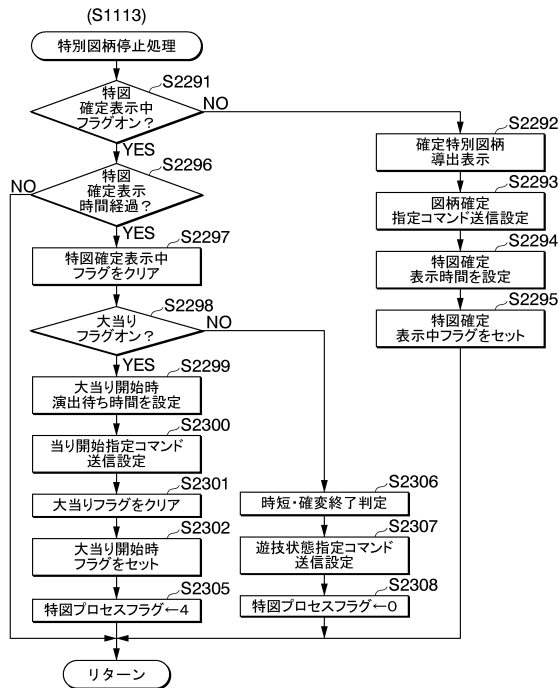 (S1113)
特別図柄停止処理
S2291
特図
確定表示中
フラグオン？
NO
YES
S2292
確定特別図柄
導出表示
S2293
図柄確定
指定コマンド送信設定
S2294
特図確定
表示時間を設定
S2295
特図確定
表示中フラグをセット
S2296
特図
確定表示
時間経過？
NO
YES
S2297
特図確定表示中
フラグをクリア
S2298
大当り
フラグオン？
NO
YES
S2299
大当り開始時
演出待ち時間を設定
S2300
当り開始指定コマンド
送信設定
S2301
大当りフラグをクリア
S2302
大当り開始時
フラグをセット
S2305
特図プロセスフラグ←4
S2306
時短・確変終了判定
S2307
遊技状態指定コマンド
送信設定
S2308
特図プロセスフラグ←0
リターン